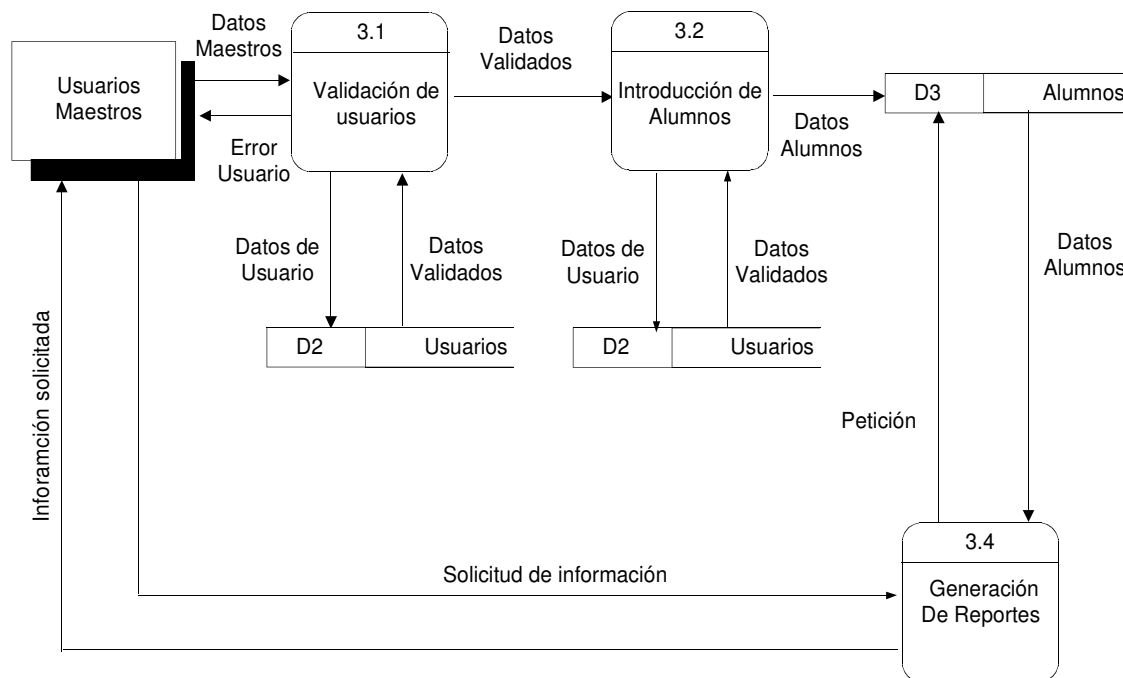 Datos
Maestros
3.1
Datos
Validados
3.2
Usuarios
Maestros
Validación de
usuarios
Introducción de
Alumnos
D3
Alumnos
Error
Usuario
Datos
Alumnos
Datos de
Usuario
Datos
Validados
Datos de
Usuario
Datos
Validados
Datos
Alumnos
D2
Usuarios
D2
Usuarios
Inforamción solicitada
Petición
3.4
Solicitud de información
Generación
De Reportes